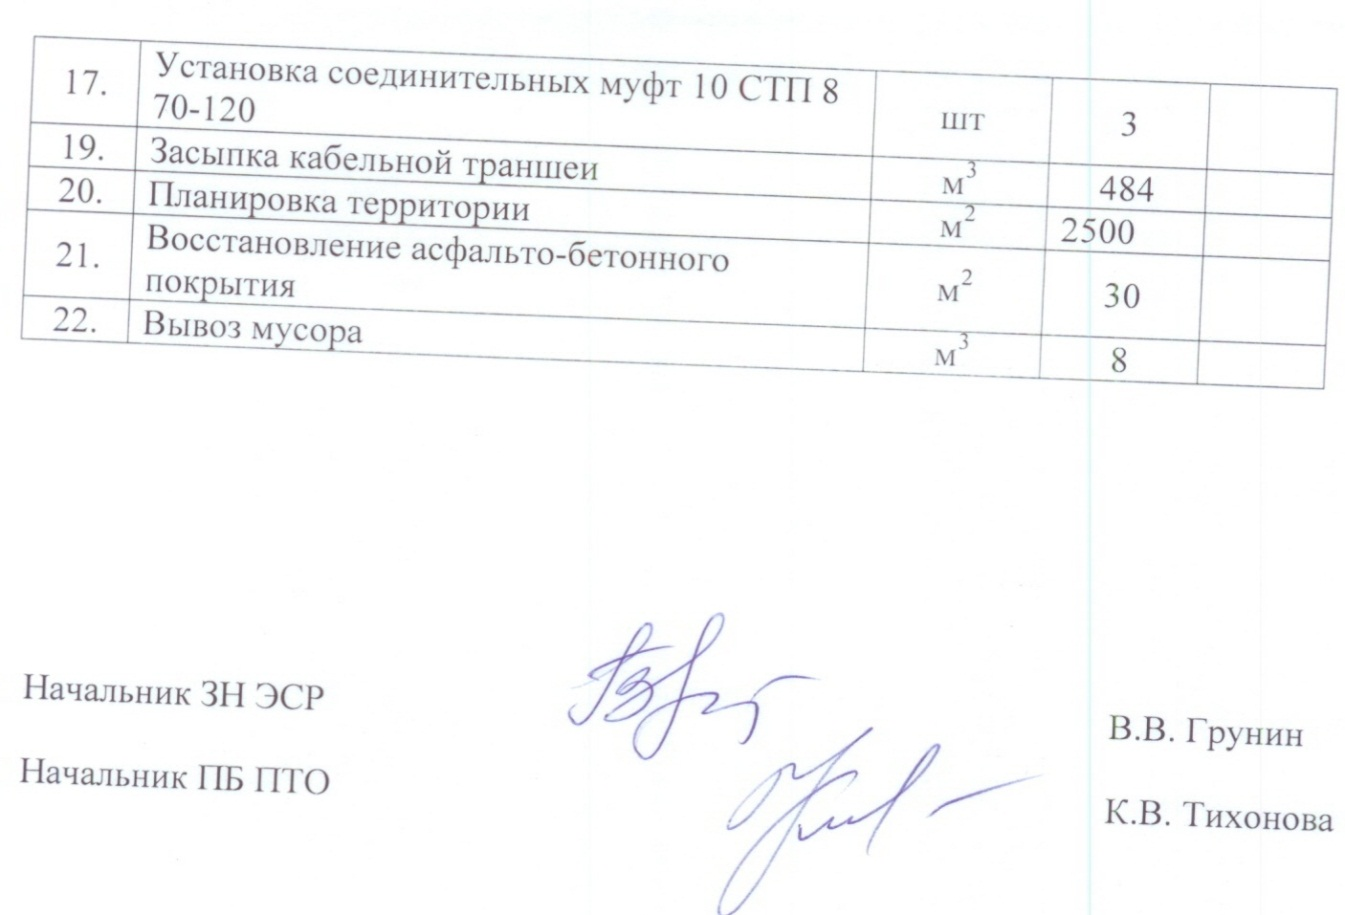 17. Установка соединительных муфт 10 СТП 8 шт 3
70-120
19. Засыпка кабельной траншеи м³ 484
20. Планировка территории м² 2500
21. Восстановление асфальто-бетонного м² 30
покрытия
22. Вывоз мусора м³ 8
Начальник ЗН ЭСР В.В. Грунин
Начальник ПБ ПТО К.В. Тихонова